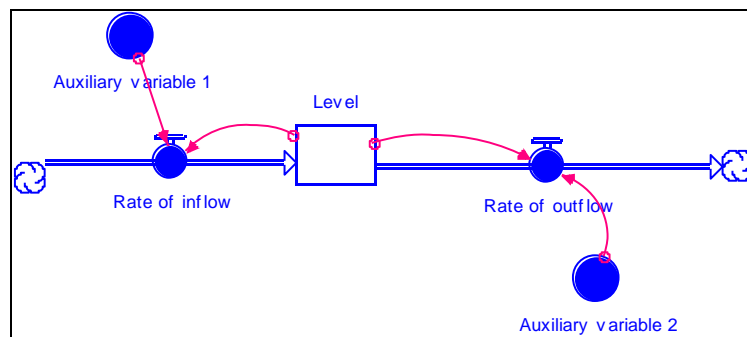 Auxiliary variable 1
Level
Rate of inflow
Rate of outflow
Auxiliary variable 2